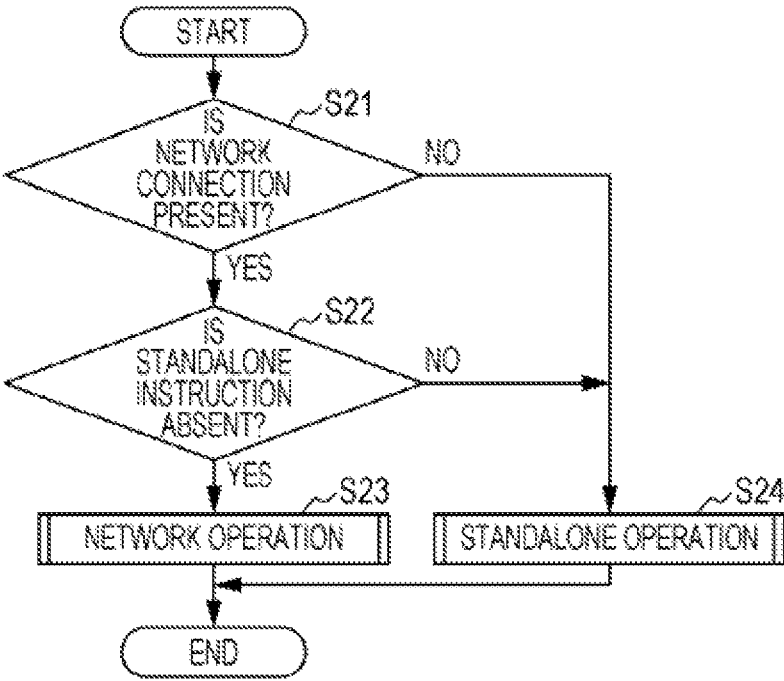 START
S21
IS
NETWORK
CONNECTION
PRESENT?
NO
YES
S22
IS
STANDALONE
INSTRUCTION
ABSENT?
NO
YES
S23
NETWORK OPERATION
S24
STANDALONE OPERATION
END